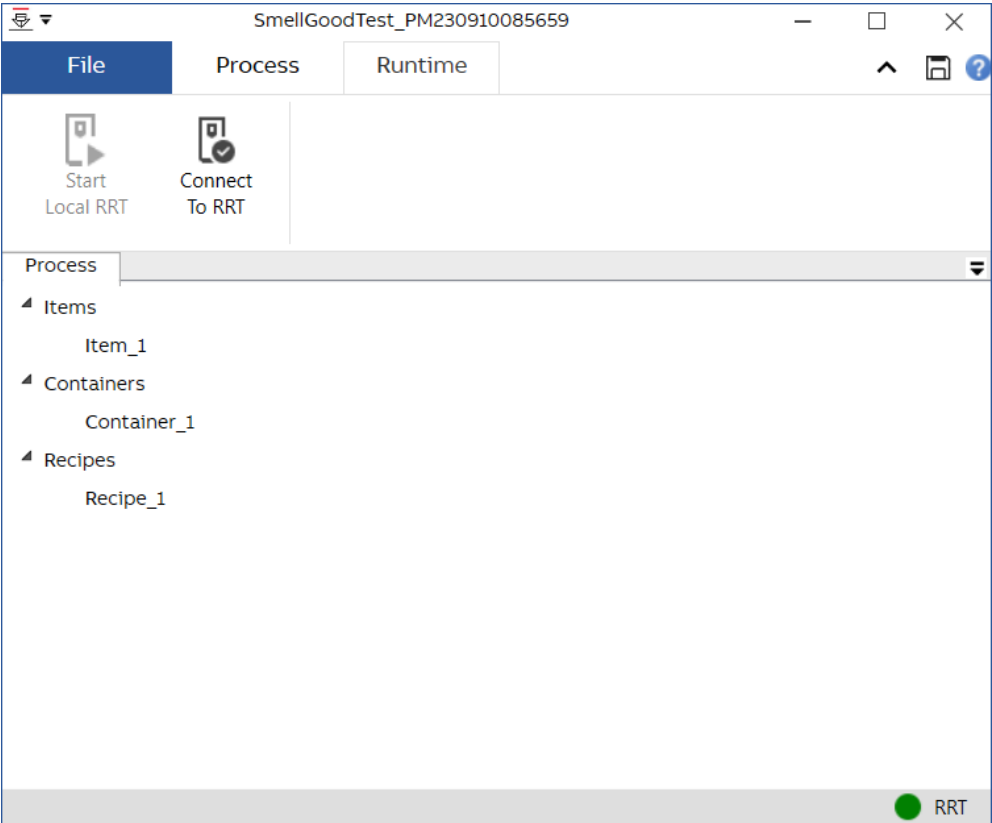 SmellGoodTest_PM230910085659
File Process Runtime
?
Start
Local RRT
Connect
To RRT
Process
Items
Item_1
Containers
Container_1
Recipes
Recipe_1
RRT